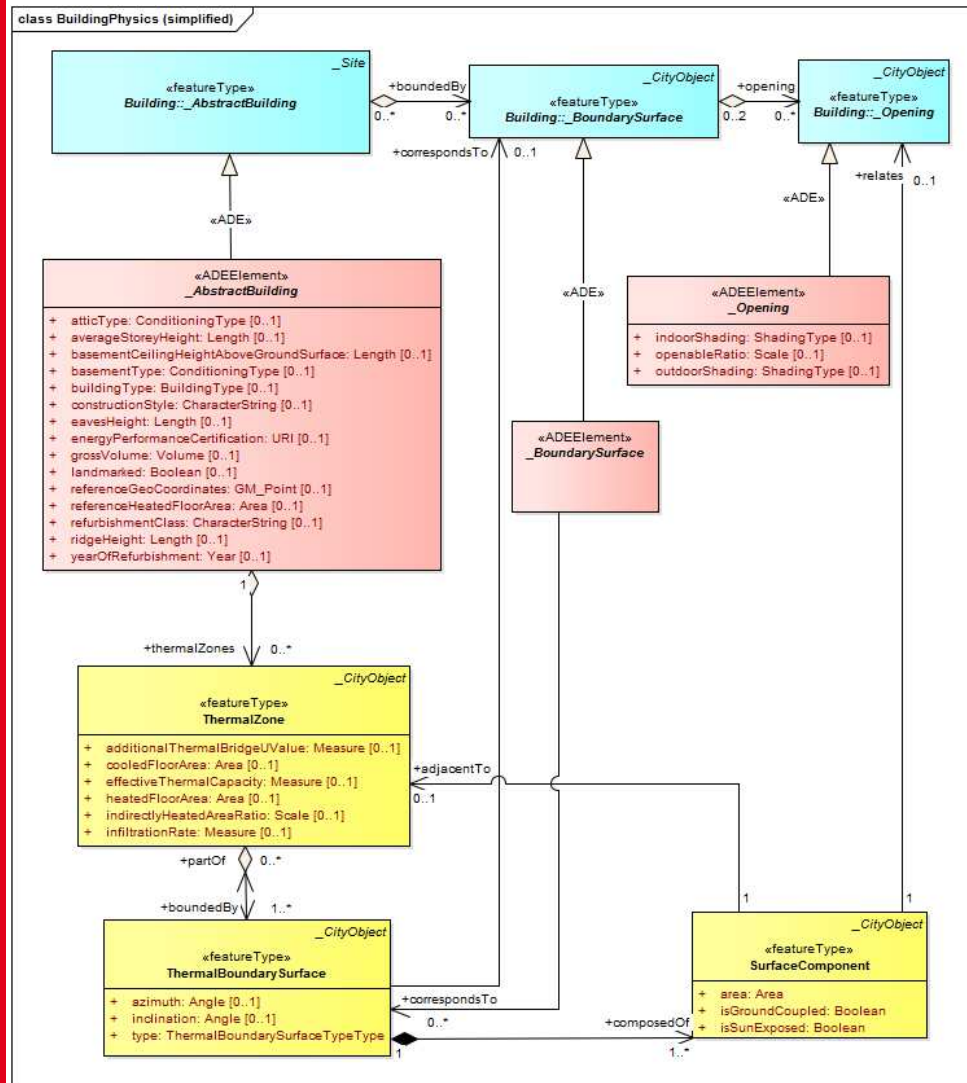 class BuildingPhysics (simplified)
_Site
«featureType»
Building::_AbstractBuilding
+boundedBy
0..*
0..*
_CityObject
«featureType»
Building::_BoundarySurface
+opening
0..2
0..*
_CityObject
«featureType»
Building::_Opening
+correspondsTo
0..1
+relates
0..1
«ADE»
«ADE»
«ADE»
«ADEElement»
_AbstractBuilding
+ atticType: ConditioningType [0..1]
+ averageStoreyHeight: Length [0..1]
+ basementCeilingHeightAboveGroundSurface: Length [0..1]
+ basementType: ConditioningType [0..1]
+ buildingType: BuildingType [0..1]
+ constructionStyle: CharacterString [0..1]
+ eavesHeight: Length [0..1]
+ energyPerformanceCertification: URI [0..1]
+ grossVolume: Volume [0..1]
+ landmarked: Boolean [0..1]
+ referenceGeoCoordinates: GM_Point [0..1]
+ referenceHeatedFloorArea: Area [0..1]
+ refurbishmentClass: CharacterString [0..1]
+ ridgeHeight: Length [0..1]
+ yearOfRefurbishment: Year [0..1]
«ADEElement»
_Opening
+ indoorShading: ShadingType [0..1]
+ openableRatio: Scale [0..1]
+ outdoorShading: ShadingType [0..1]
«ADEElement»
_BoundarySurface
1
+thermalZones
0..*
_CityObject
«featureType»
ThermalZone
+ additionalThermalBridgeUValue: Measure [0..1]
+ cooledFloorArea: Area [0..1]
+ effectiveThermalCapacity: Measure [0..1]
+ heatedFloorArea: Area [0..1]
+ indirectlyHeatedAreaRatio: Scale [0..1]
+ infiltrationRate: Measure [0..1]
+adjacentTo
0..1
+partOf
0..*
+boundedBy
1..*
1
1
_CityObject
«featureType»
ThermalBoundarySurface
+ azimuth: Angle [0..1]
+ inclination: Angle [0..1]
+ type: ThermalBoundarySurfaceTypeType
+correspondsTo
0..*
1
+composedOf
1..*
_CityObject
«featureType»
SurfaceComponent
+ area: Area
+ isGroundCoupled: Boolean
+ isSunExposed: Boolean